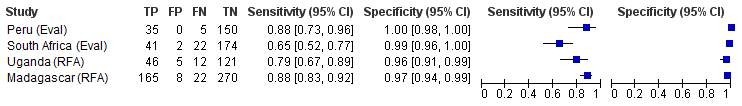 Study TP FP FN TN Sensitivity (95% CI) Specificity (95% CI) Sensitivity (95% CI) Specificity (95% CI)
Peru (Eval) 35 0 5 150 0.88 [0.73, 0.96] 1.00 [0.98, 1.00]
South Africa (Eval) 41 2 22 174 0.65 [0.52, 0.77] 0.99 [0.96, 1.00]
Uganda (RFA) 46 5 12 121 0.79 [0.67, 0.89] 0.96 [0.91, 0.99]
Madagascar (RFA) 165 8 22 270 0.88 [0.83, 0.92] 0.97 [0.94, 0.99]
0 0.2 0.4 0.6 0.8 1 0 0.2 0.4 0.6 0.8 1